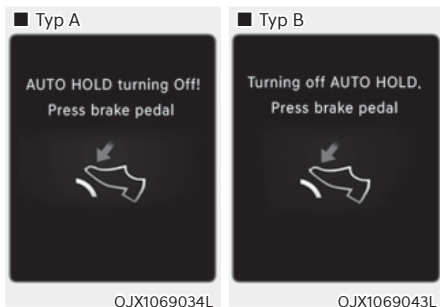 ■ Typ A
AUTO HOLD turning Off!
Press brake pedal
OJX1069034L
■ Typ B
Turning off AUTO HOLD.
Press brake pedal
OJX1069043L